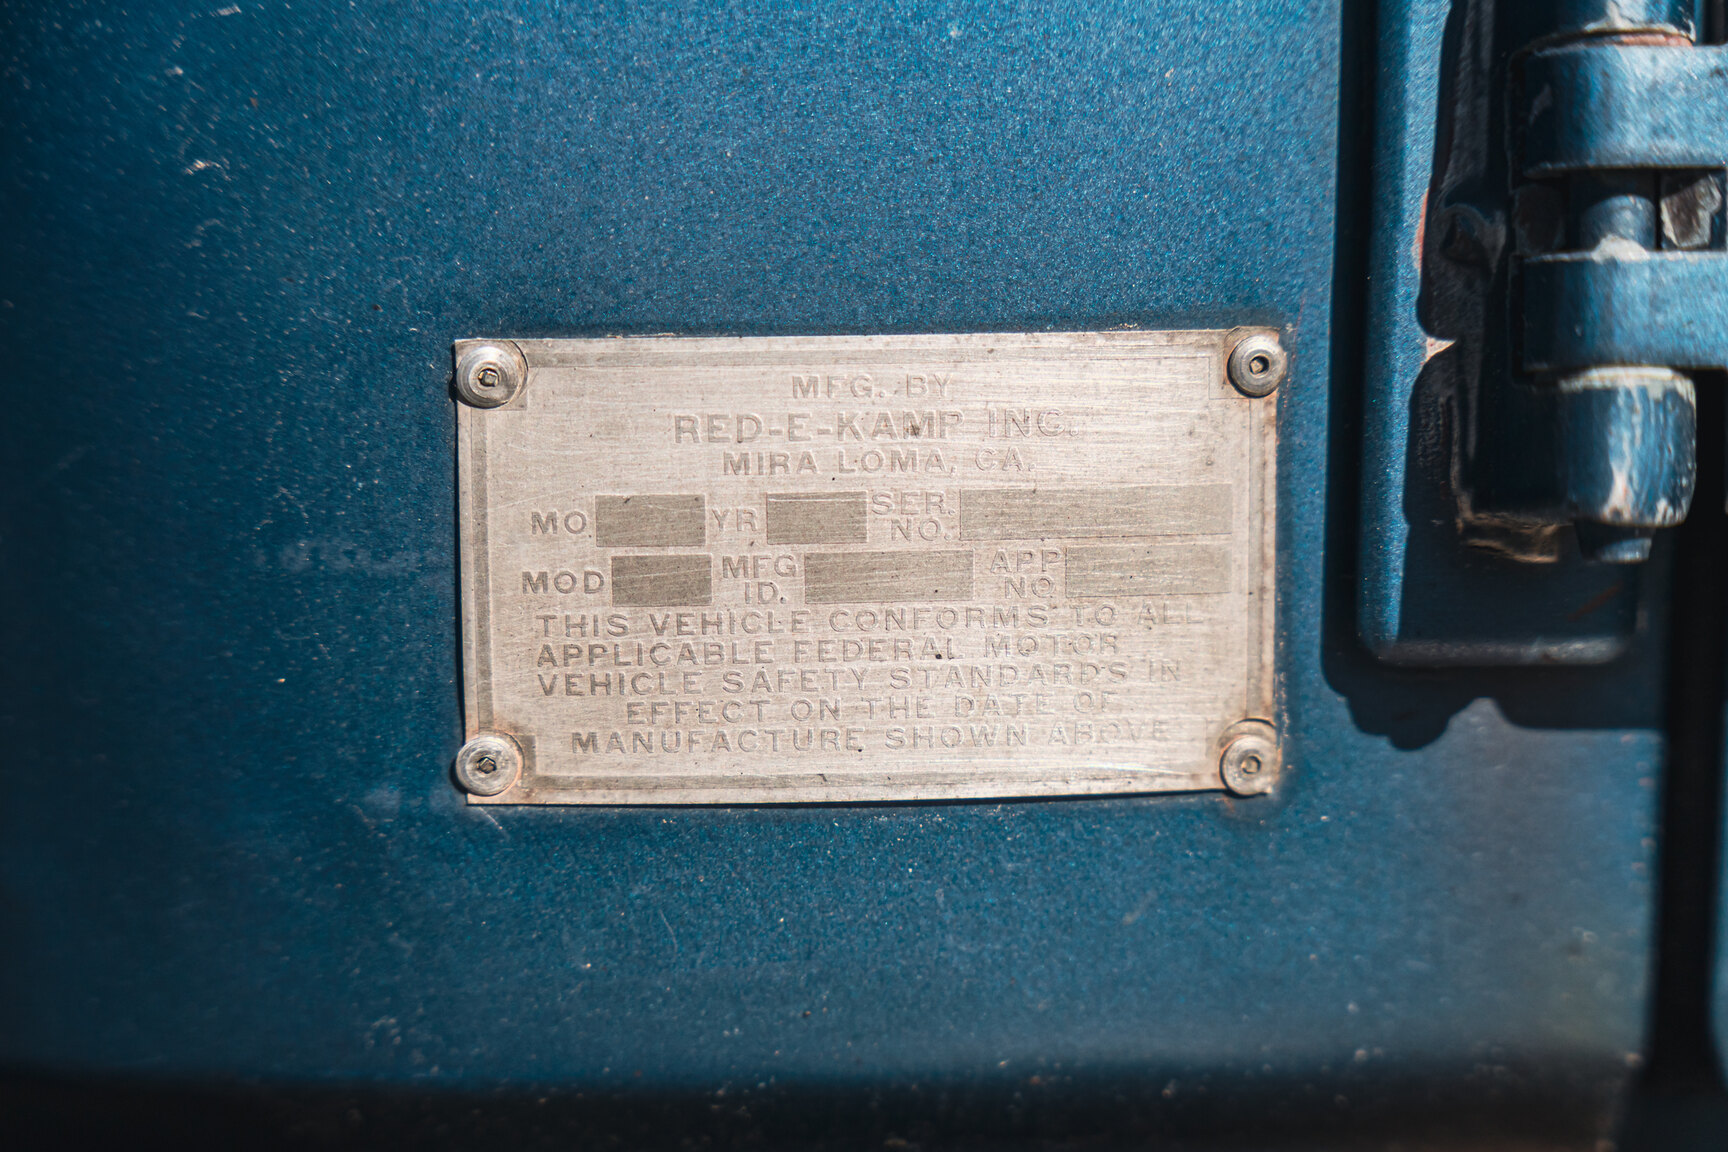 MFG. BY
RED-E-KAMP INC.
MIRA LOMA, CA.
MO. YR SER. NO.
MOD MFG ID. APP NO
THIS VEHICLE CONFORMS TO ALL
APPLICABLE FEDERAL MOTOR
VEHICLE SAFETY STANDARDS IN
EFFECT ON THE DATE OF
MANUFACTURE SHOWN ABOVE